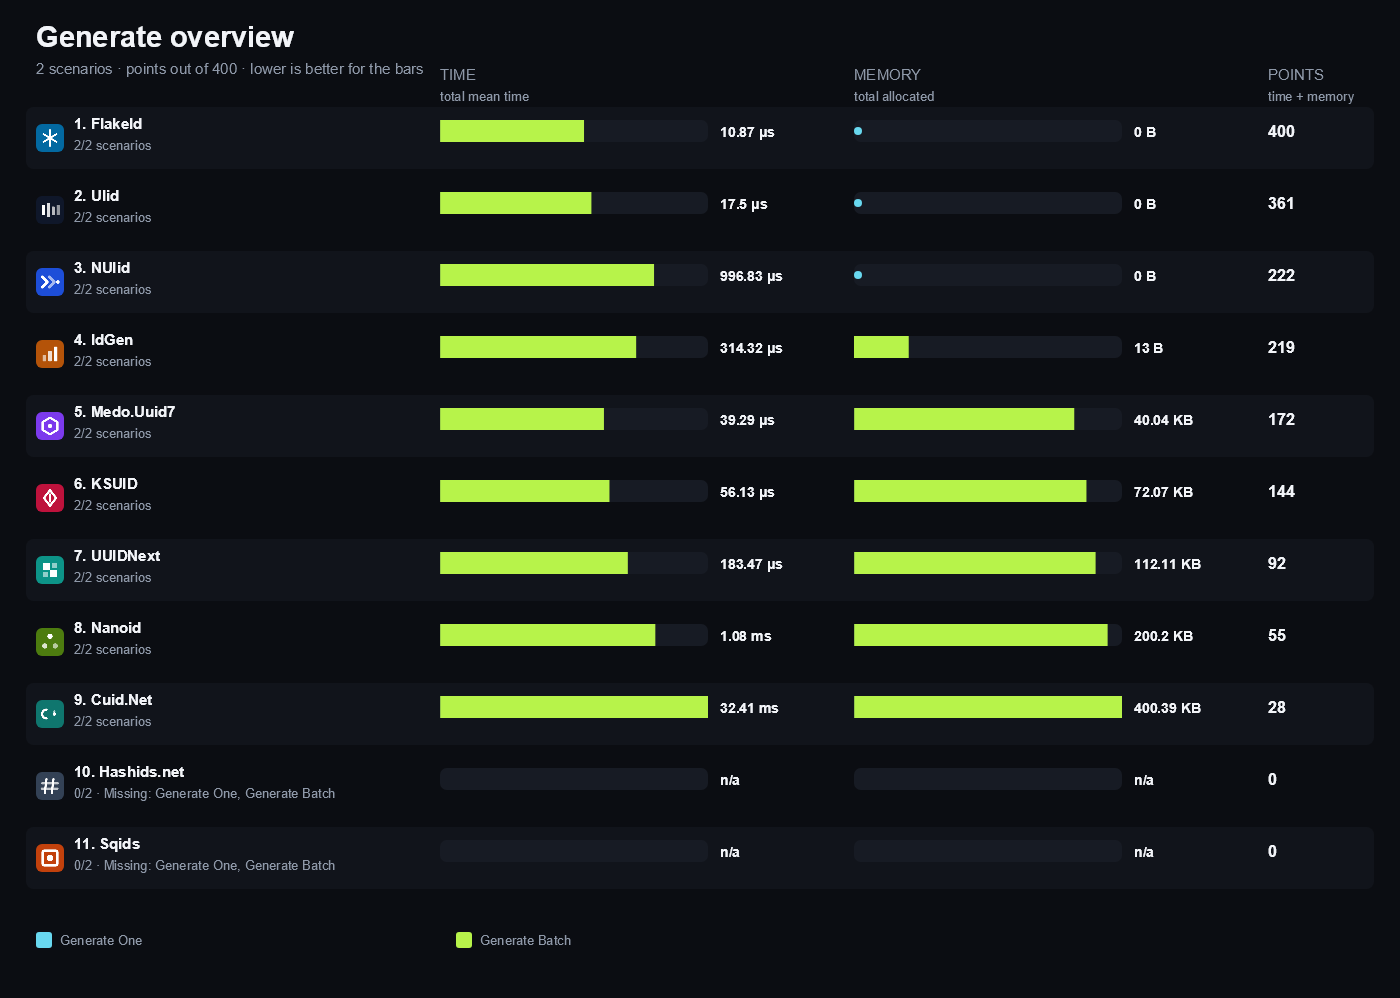 Generate overview
2 scenarios · points out of 400 · lower is better for the bars
TIME
total mean time
MEMORY
total allocated
POINTS
time + memory
1. FlakeId
2/2 scenarios
10.87 µs
0 B
400
2. Ulid
2/2 scenarios
17.5 µs
0 B
361
3. NUlid
2/2 scenarios
996.83 µs
0 B
222
4. IdGen
2/2 scenarios
314.32 µs
13 B
219
5. Medo.Uuid7
2/2 scenarios
39.29 µs
40.04 KB
172
6. KSUID
2/2 scenarios
56.13 µs
72.07 KB
144
7. UUIDNext
2/2 scenarios
183.47 µs
112.11 KB
92
8. Nanoid
2/2 scenarios
1.08 ms
200.2 KB
55
9. Cuid.Net
2/2 scenarios
32.41 ms
400.39 KB
28
10. Hashids.net
0/2 · Missing: Generate One, Generate Batch
n/a
n/a
0
11. Sqids
0/2 · Missing: Generate One, Generate Batch
n/a
n/a
0
Generate One
Generate Batch